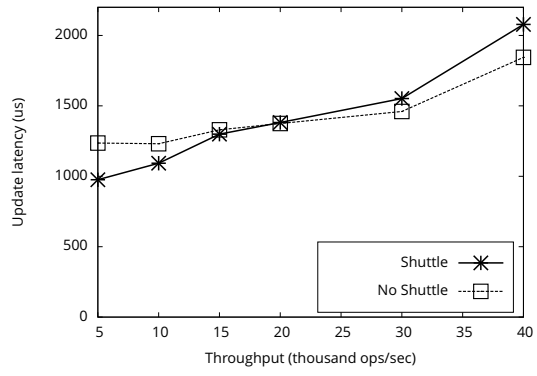 2000
1500
1000
500
0
Update latency (us)
Shuttle
No Shuttle
5 10 15 20 25 30 35 40
Throughput (thousand ops/sec)